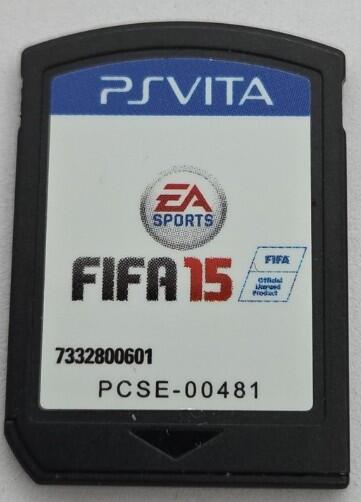 PSVITA
EA
SPORTS
FIFA 15
FIFA
Official
Licensed
Product
7332800601
PCSE-00481